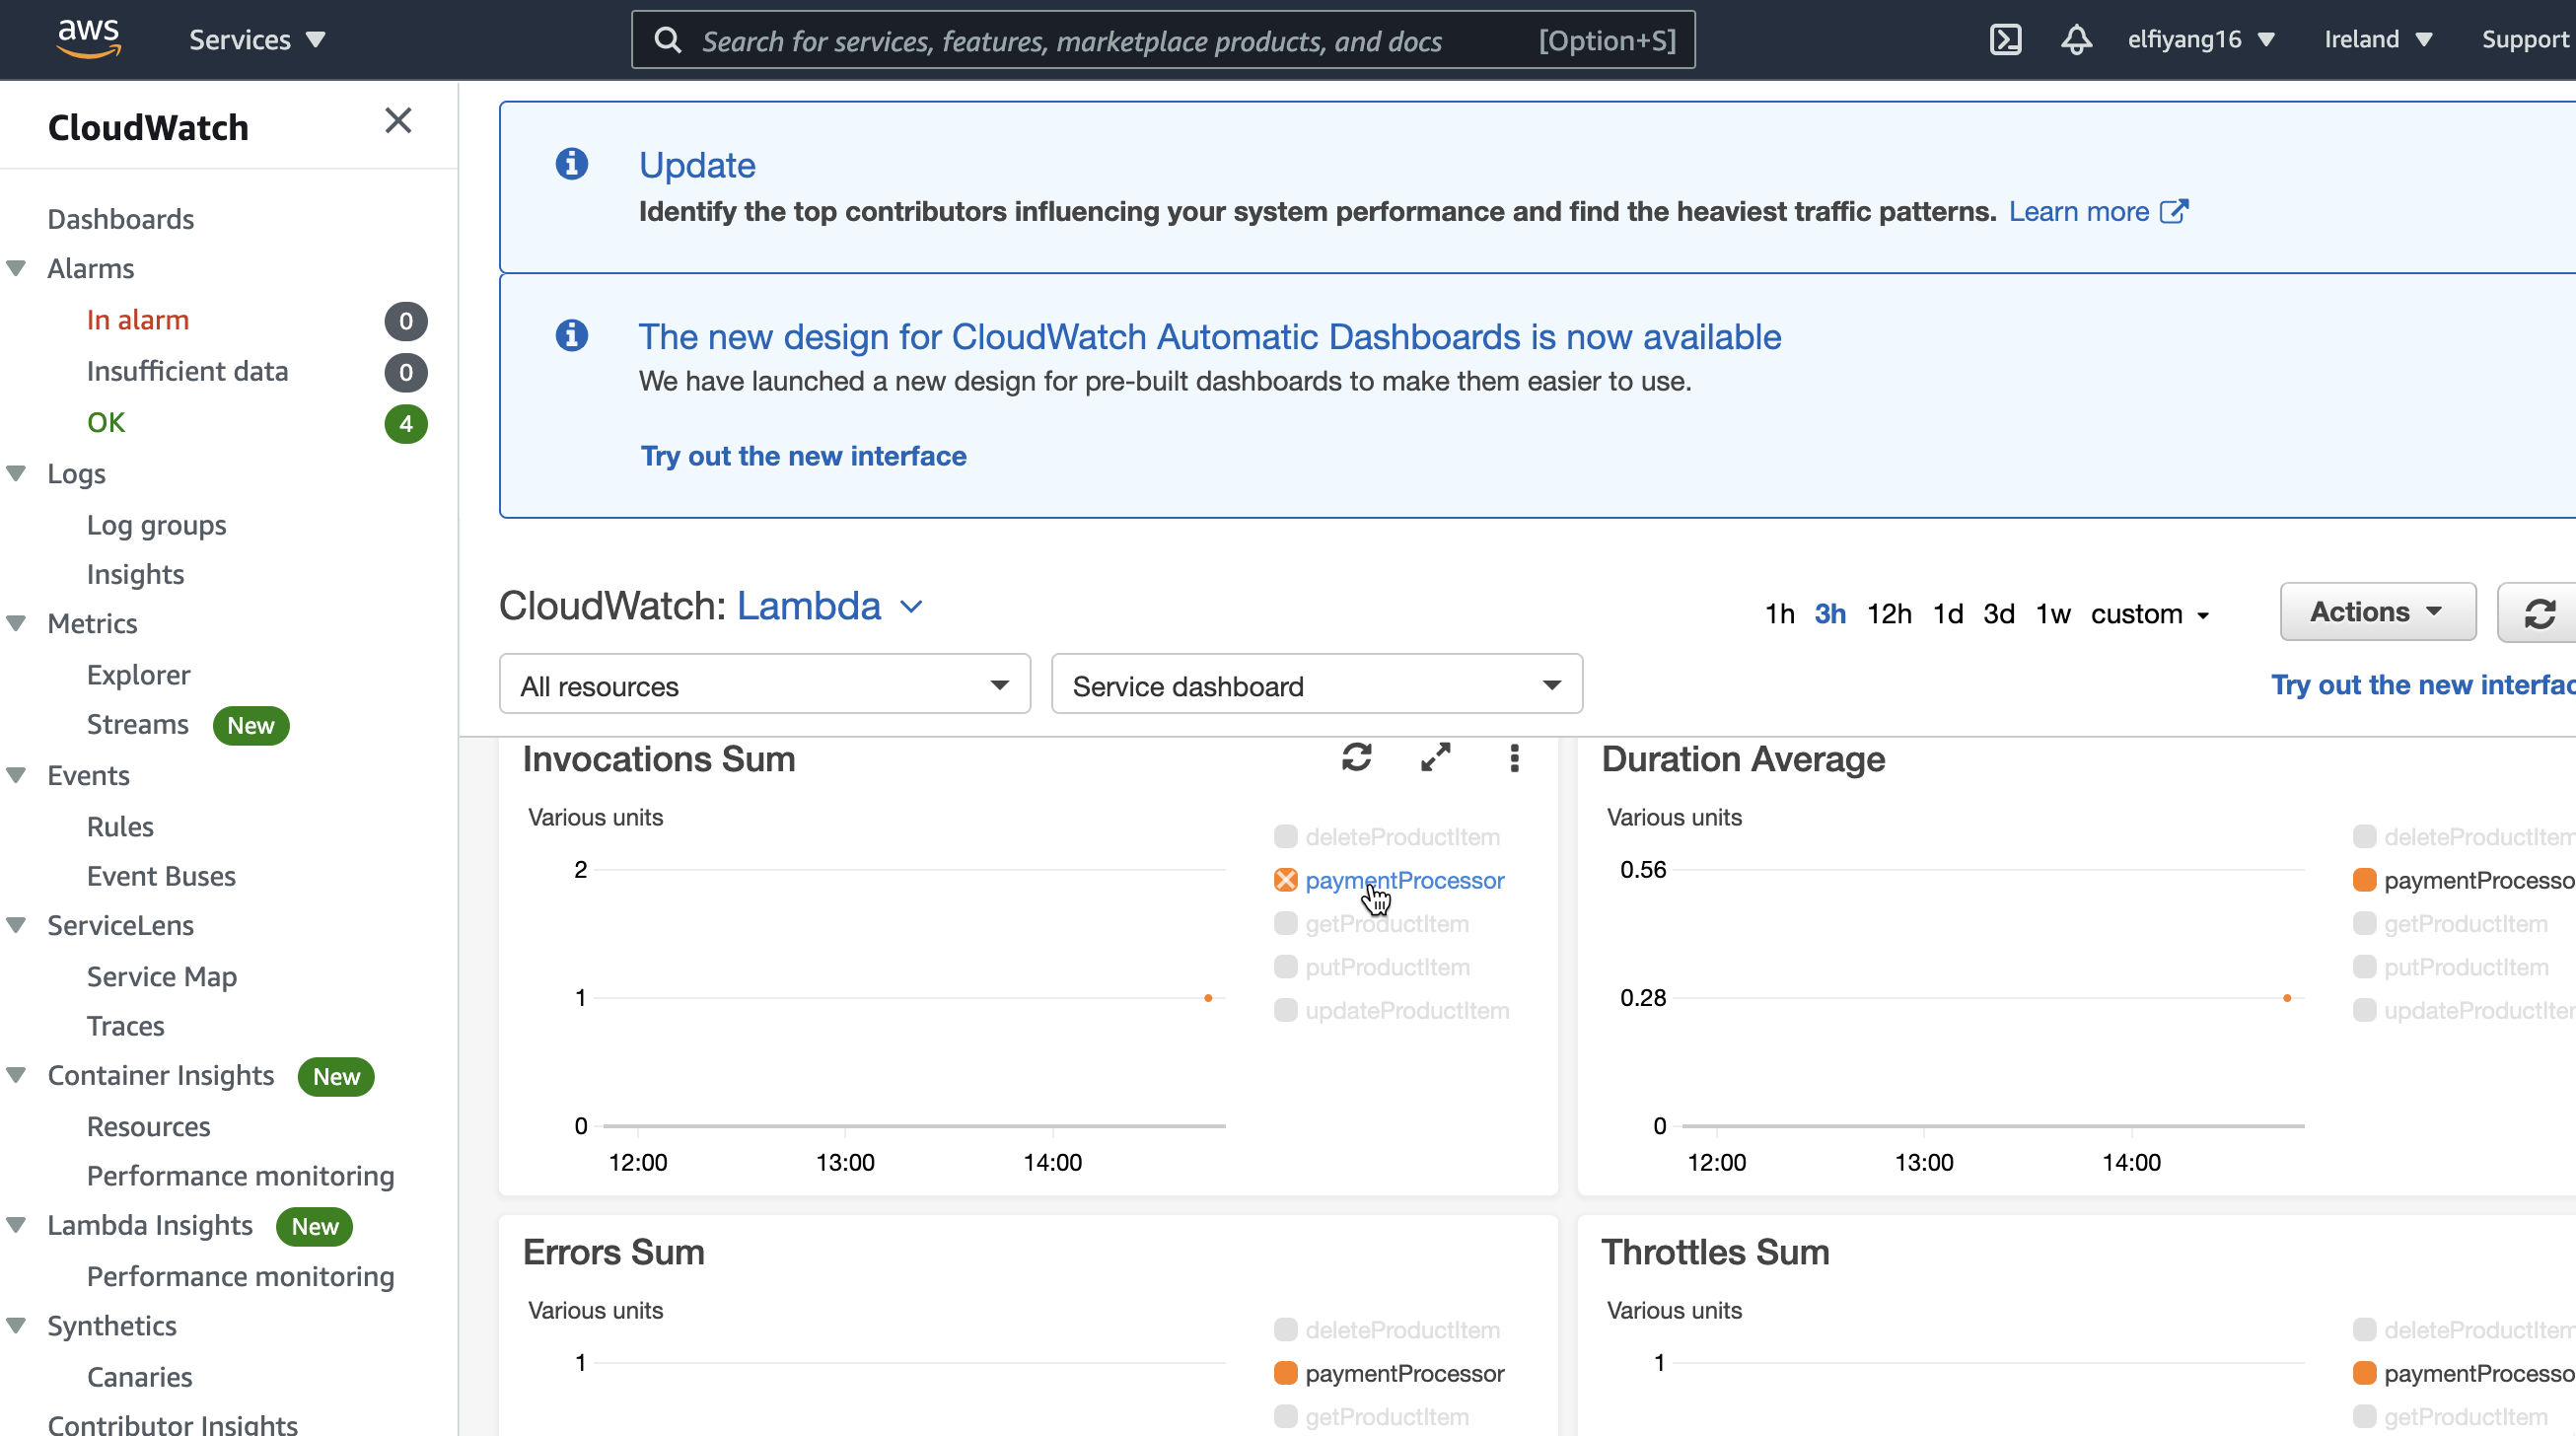 aws
Services
Search for services, features, marketplace products, and docs [Option+S]
elfiyang16
Ireland
Support
CloudWatch
Dashboards
Alarms
In alarm 0
Insufficient data 0
OK 4
Logs
Log groups
Insights
Metrics
Explorer
Streams New
Events
Rules
Event Buses
ServiceLens
Service Map
Traces
Container Insights New
Resources
Performance monitoring
Lambda Insights New
Performance monitoring
Synthetics
Canaries
Contributor Insights
Update
Identify the top contributors influencing your system performance and find the heaviest traffic patterns. Learn more
The new design for CloudWatch Automatic Dashboards is now available
We have launched a new design for pre-built dashboards to make them easier to use.
Try out the new interface
CloudWatch: Lambda
1h 3h 12h 1d 3d 1w custom
Actions
All resources
Service dashboard
Try out the new interfac
Invocations Sum
Various units
2
1
0
12:00 13:00 14:00
deleteProductItem
paymentProcessor
getProductItem
putProductItem
updateProductItem
Duration Average
Various units
0.56
0.28
0
12:00 13:00 14:00
deleteProductItem
paymentProcesso
getProductItem
putProductItem
updateProductIte
Errors Sum
Various units
1
deleteProductItem
paymentProcessor
getProductItem
Throttles Sum
Various units
1
deleteProductItem
paymentProcesso
getProductItem